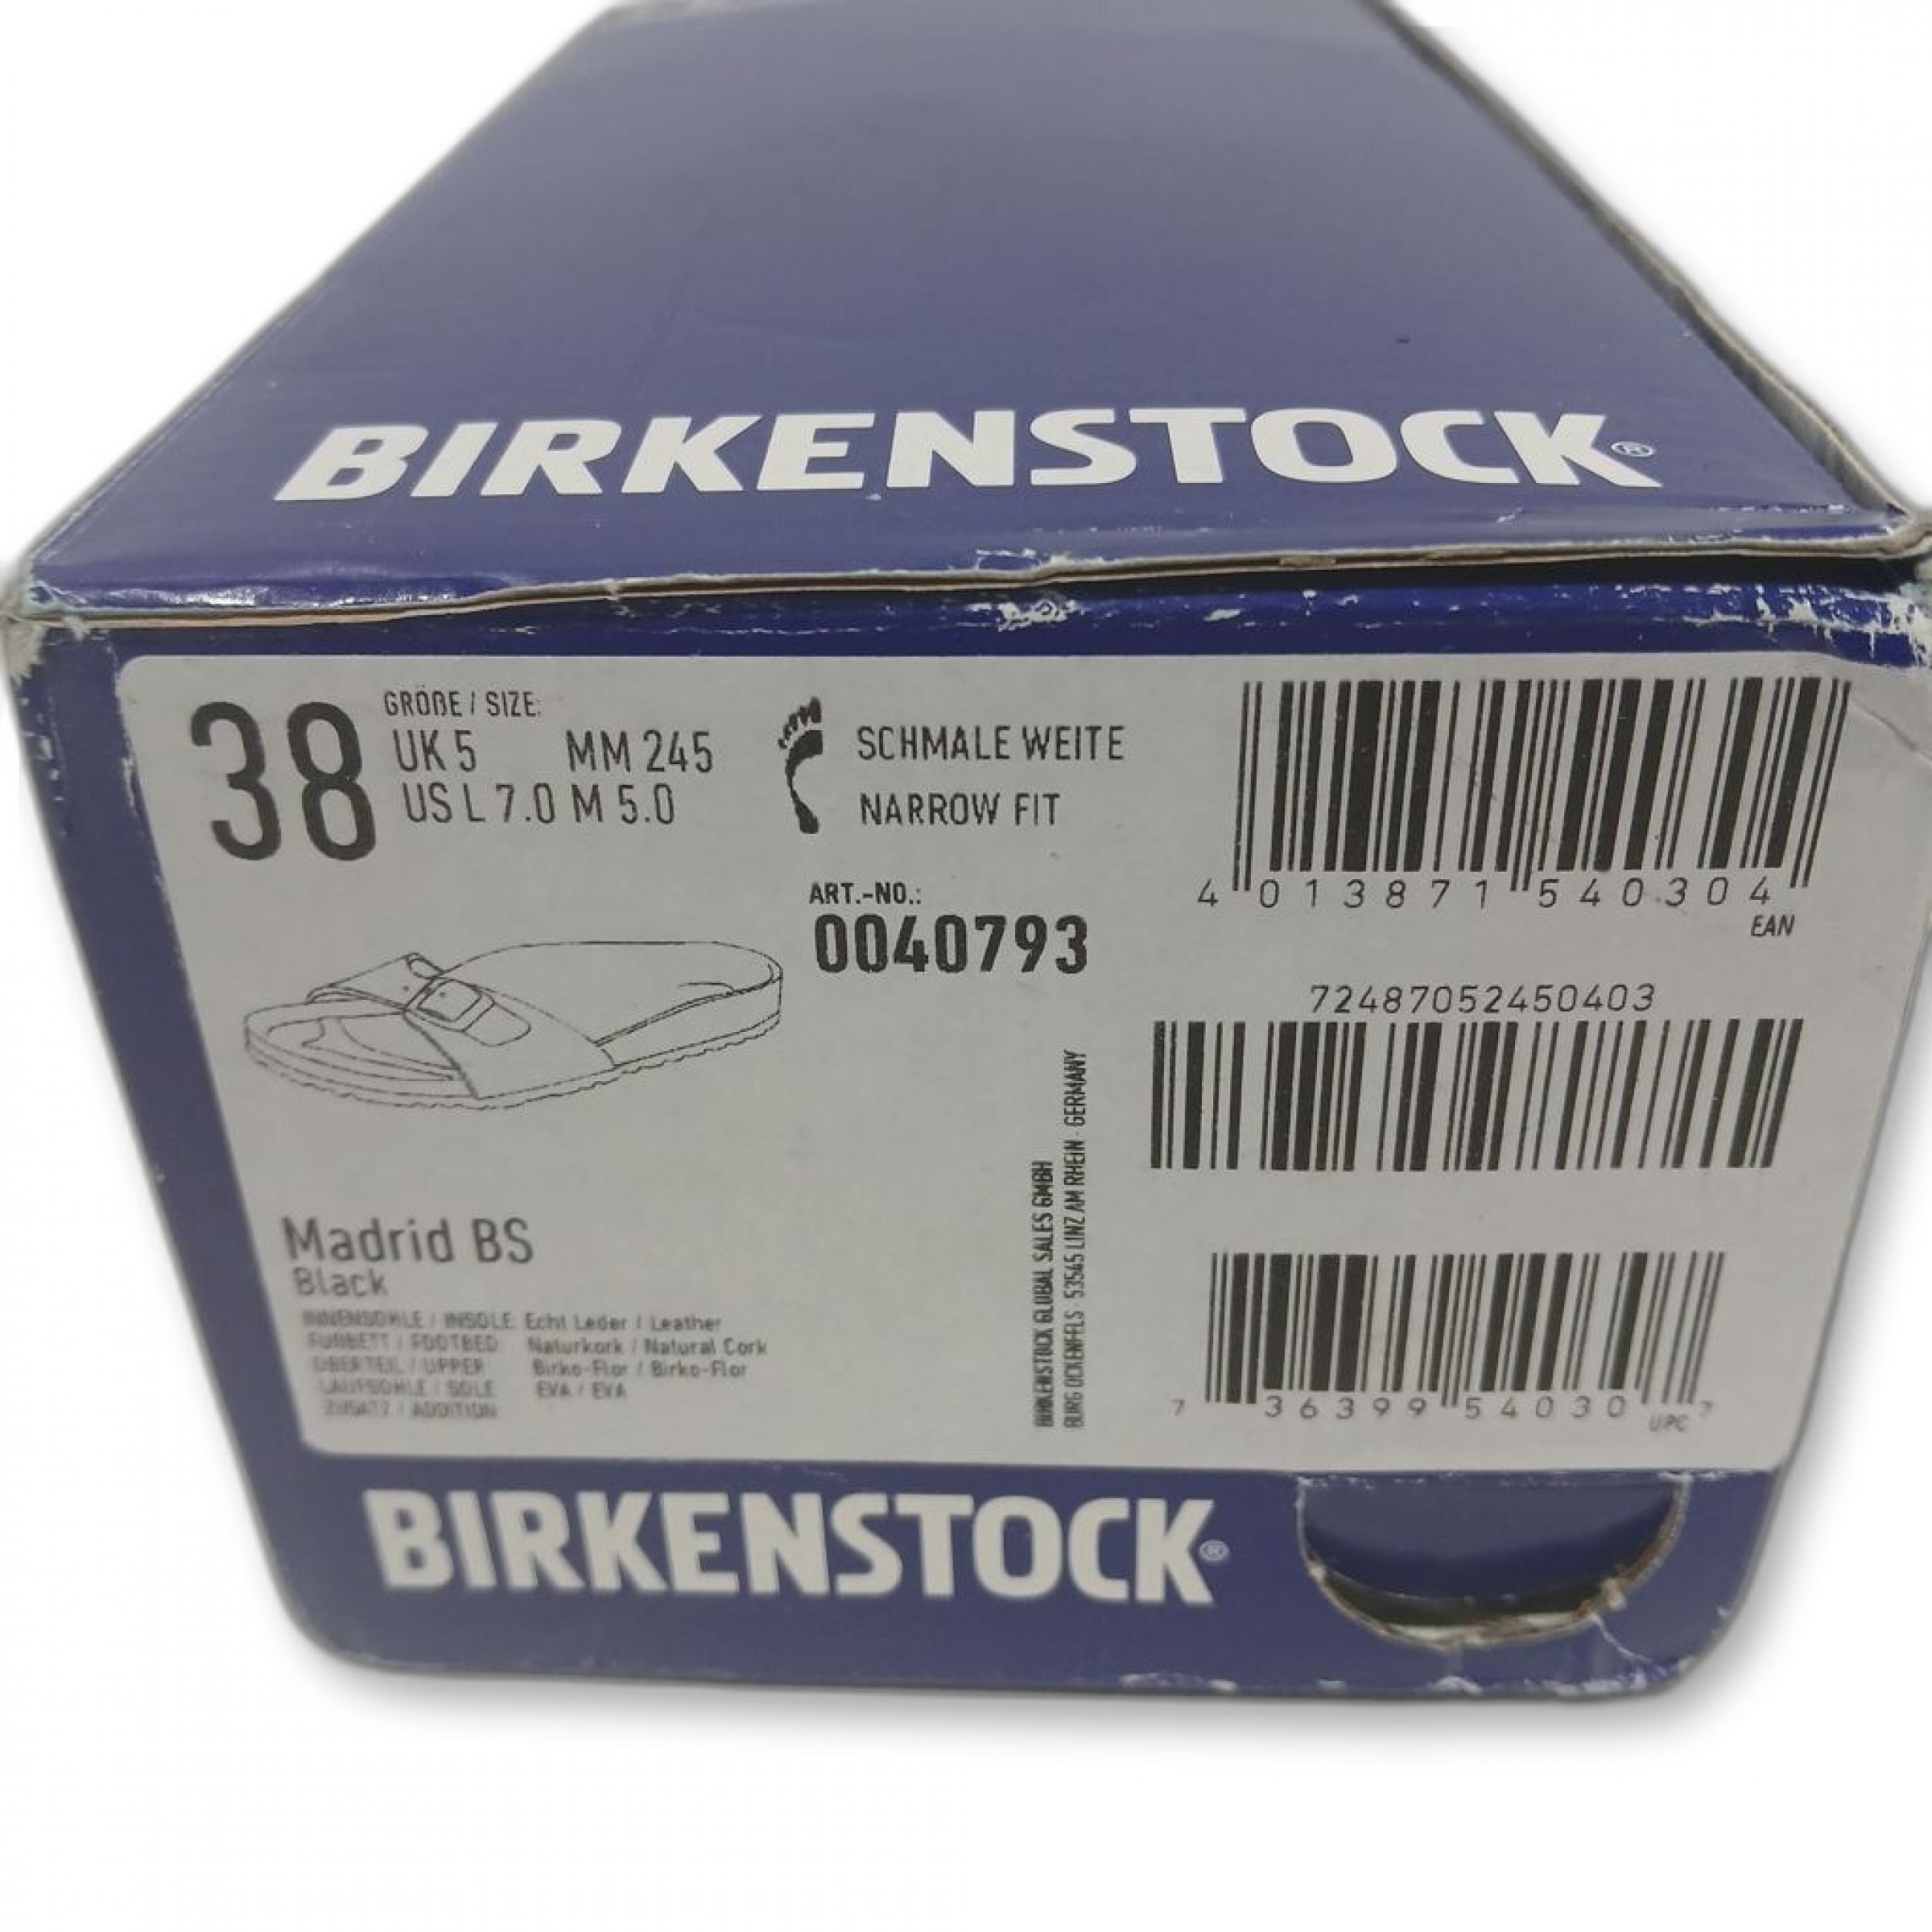 BIRKENSTOCK®
38
GRÖßE / SIZE:
UK 5 MM 245
US L 7.0 M 5.0
SCHMALE WEITE
NARROW FIT
ART.-NO.:
0040793
4 013871 540304
EAN
72487052450403
BIRKENSTOCK GLOBAL SALES GMBH
BURG OCKENFELS · 53545 LINZ AM RHEIN · GERMANY
Madrid BS
Black
INNENSOHLE / INSOLE: Echt Leder / Leather
FUßBETT / FOOTBED Naturkork / Natural Cork
OBERTEIL / UPPER Birko-Flor / Birko-Flor
LAUFSOHLE / SOLE EVA / EVA
ZUSATZ / ADDITION
7 36399 54030 7
UPC
BIRKENSTOCK®